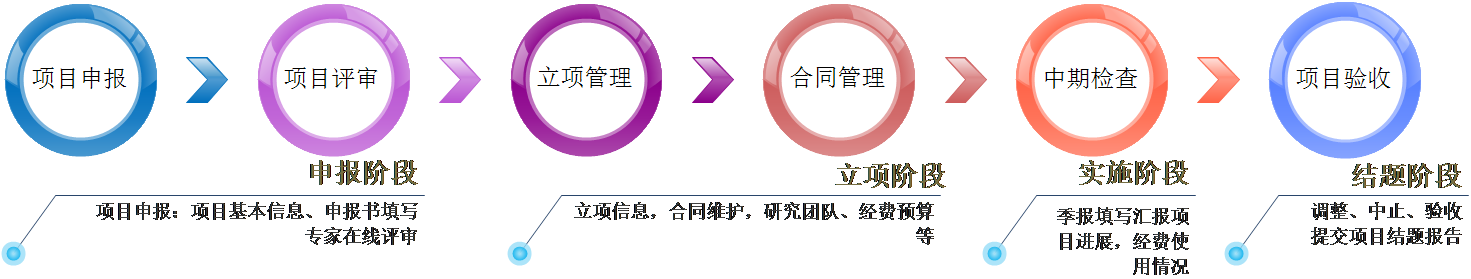 项目申报
项目评审
立项管理
合同管理
中期检查
项目验收
申报阶段
项目申报：项目基本信息、申报书填写
专家在线评审
立项阶段
立项信息，合同维护，研究团队、经费预算
等
实施阶段
季报填写汇报项
目进展，经费使
用情况
结题阶段
调整、中止、验收
提交项目结题报告